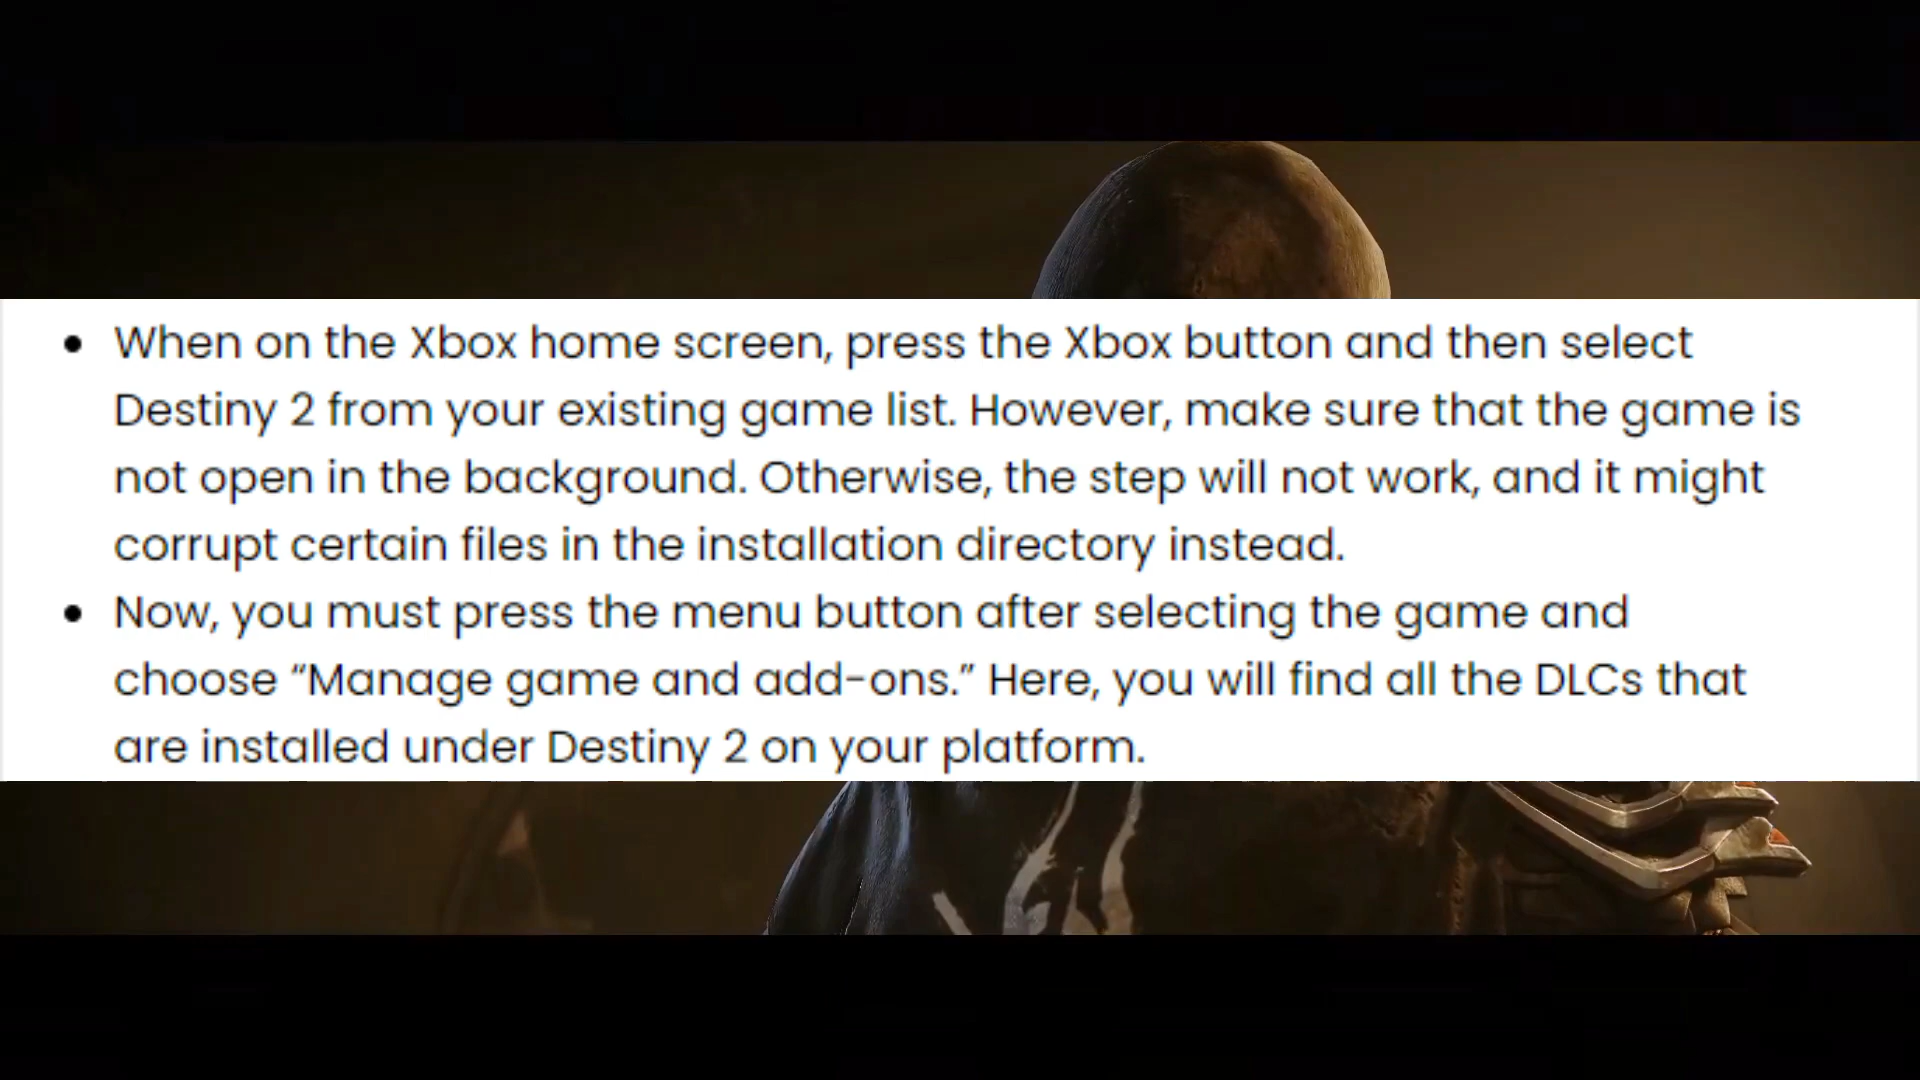 • When on the Xbox home screen, press the Xbox button and then select
Destiny 2 from your existing game list. However, make sure that the game is
not open in the background. Otherwise, the step will not work, and it might
corrupt certain files in the installation directory instead.
• Now, you must press the menu button after selecting the game and
choose “Manage game and add-ons.” Here, you will find all the DLCs that
are installed under Destiny 2 on your platform.